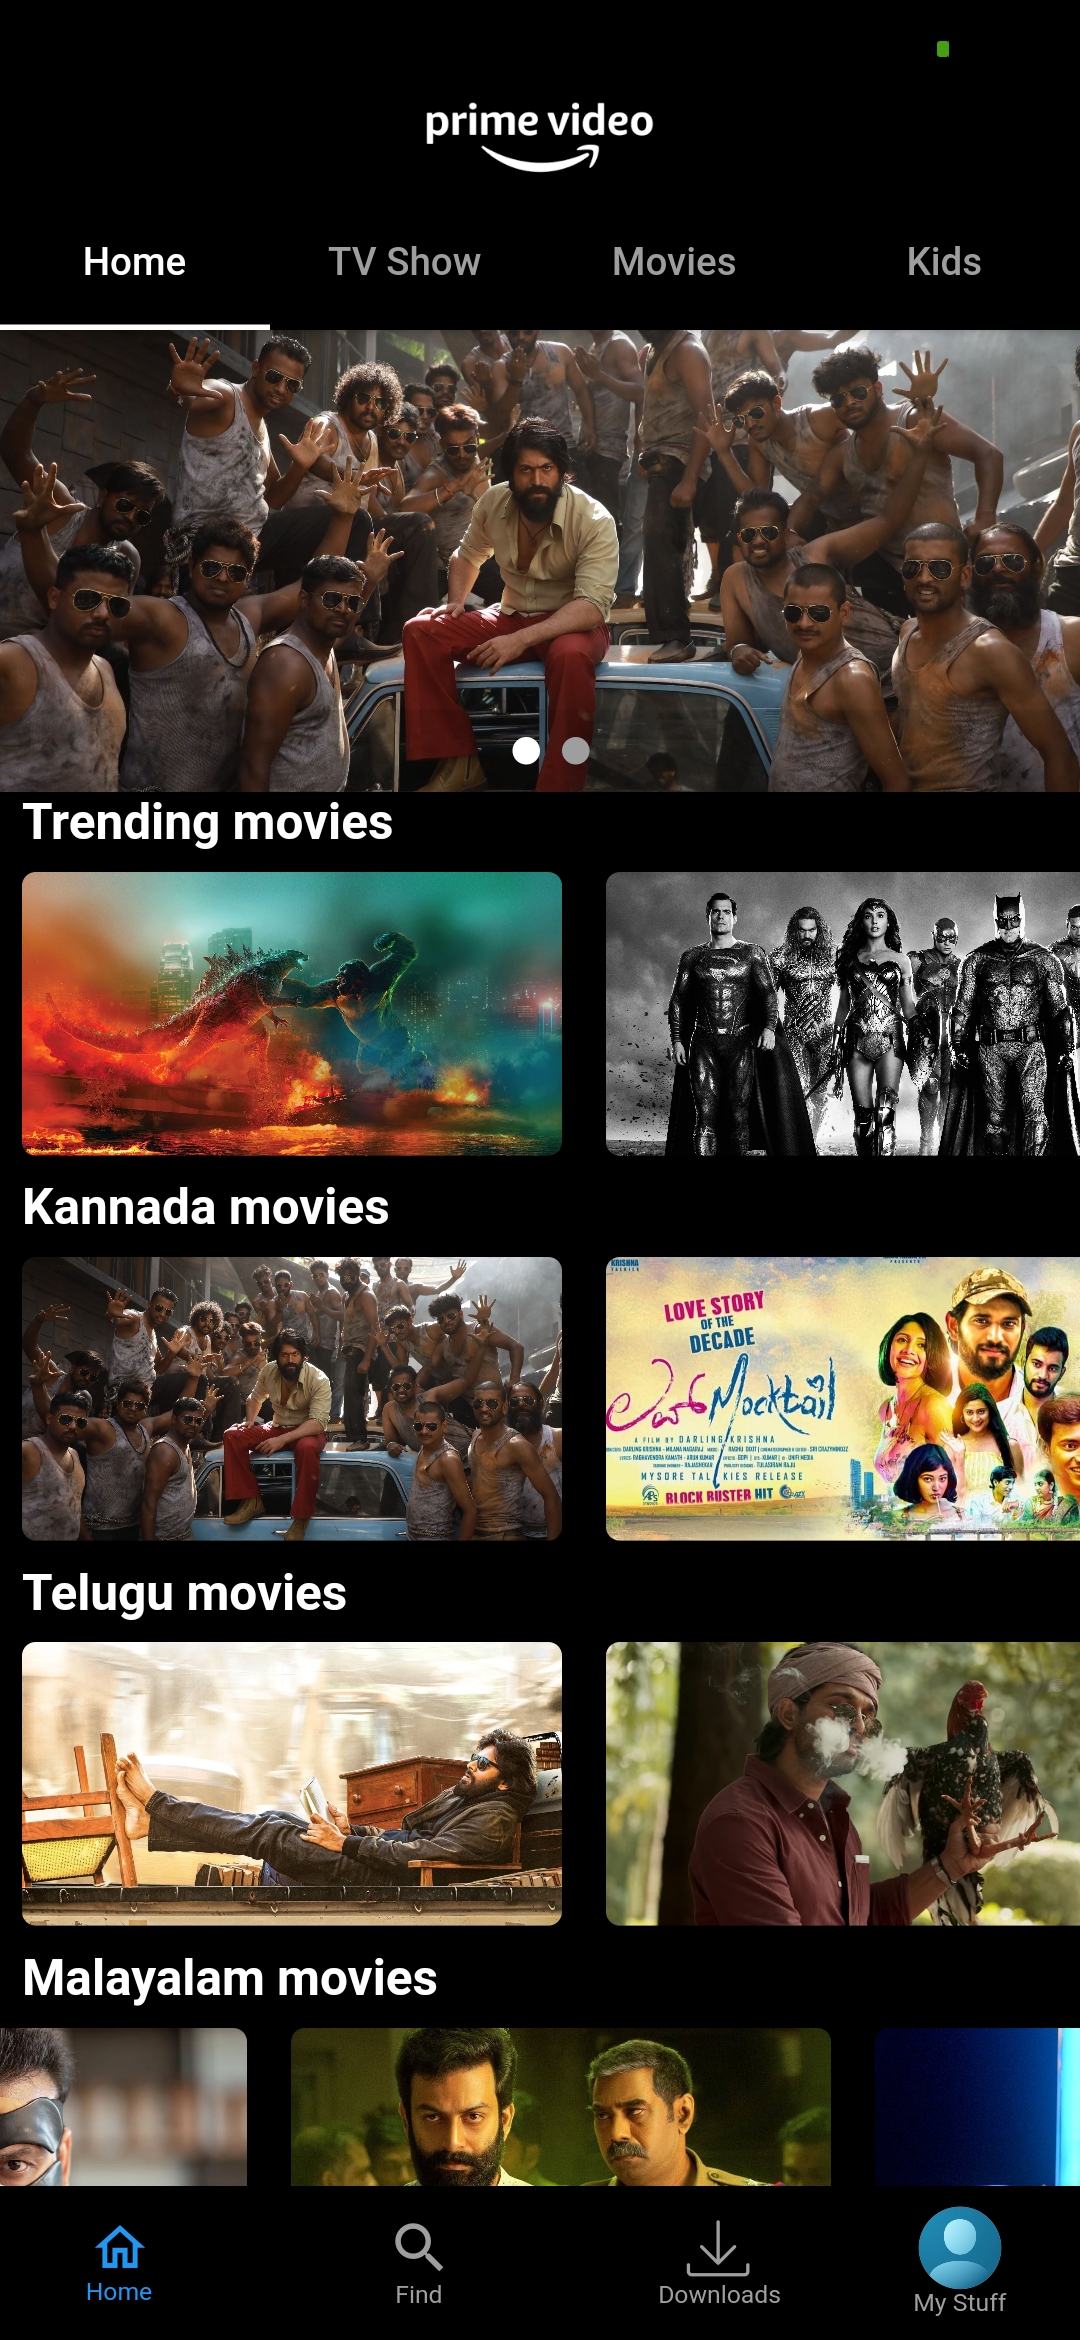 prime video
Home
TV Show
Movies
Kids
Trending movies
Kannada movies
KRISHNA
LOVE STORY
OF THE
DECADE
ಲವ್ Mocktail
A FILM BY DARLING KRISHNA
MYSORE TALKIES RELEASE
BLOCK BUSTER HIT
Telugu movies
Malayalam movies
Home
Find
Downloads
My Stuff